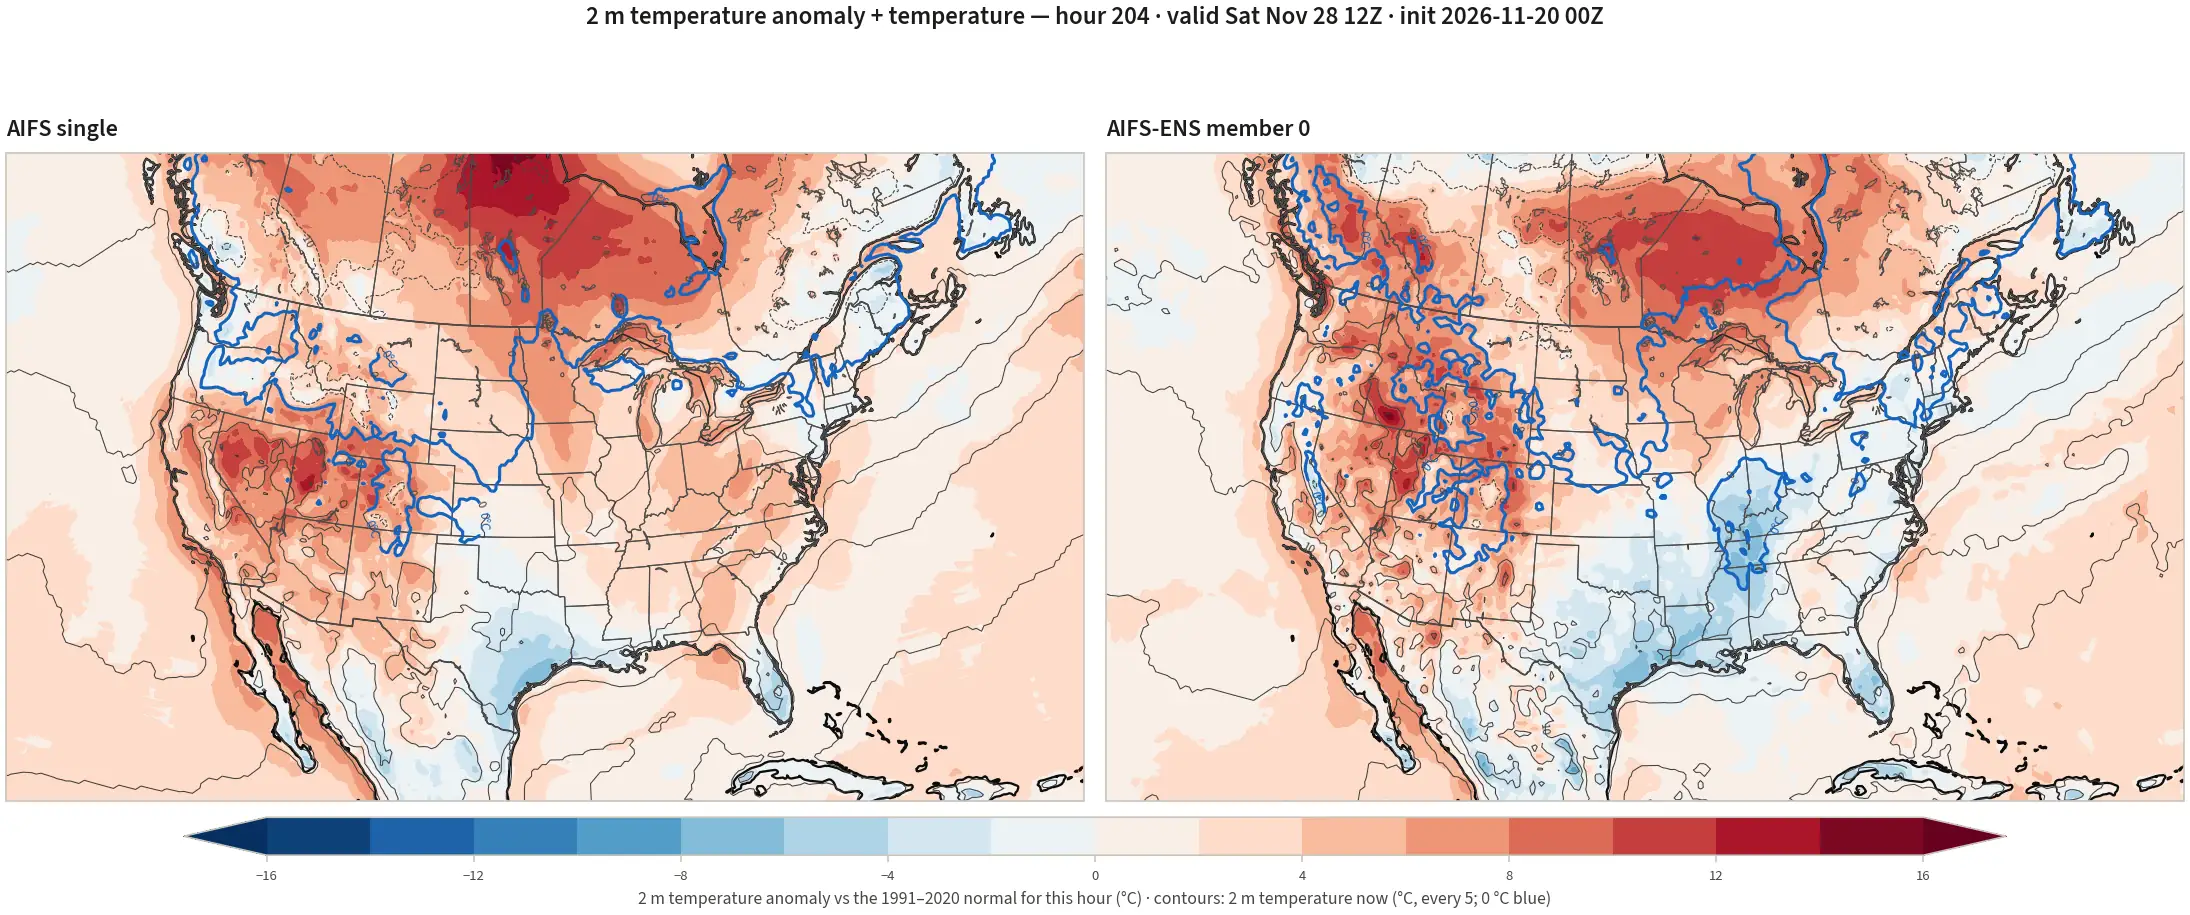 2 m temperature anomaly + temperature — hour 204 · valid Sat Nov 28 12Z · init 2026-11-20 00Z
AIFS single
AIFS-ENS member 0
−16 −12 −8 −4 0 4 8 12 16
2 m temperature anomaly vs the 1991–2020 normal for this hour (°C) · contours: 2 m temperature now (°C, every 5; 0 °C blue)